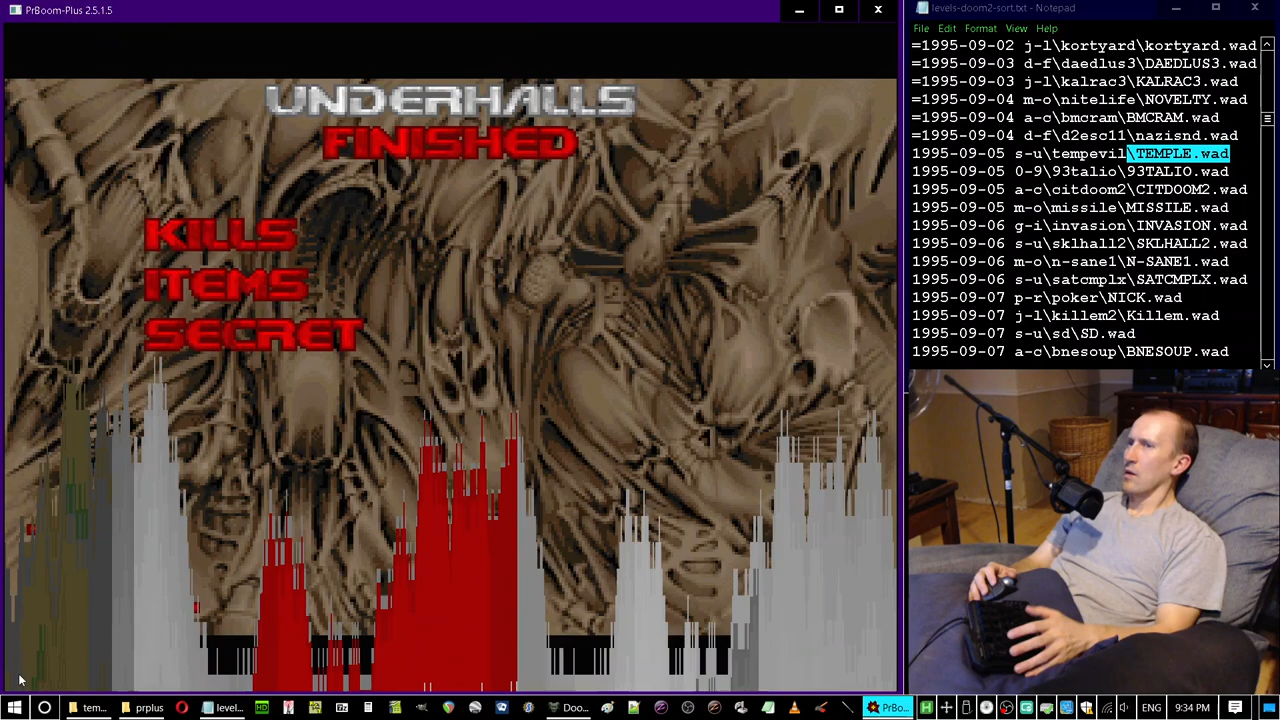 PrBoom-Plus 2.5.1.5
UNDERHALLS
FINISHED
KILLS
ITEMS
SECRET
levels-doom2-sort.txt - Notepad
File Edit Format View Help
=1995-09-02 j-l\kortyard\kortyard.wad
=1995-09-03 d-f\daedlus3\DAEDLUS3.wad
=1995-09-03 j-l\kalrac3\KALRAC3.wad
=1995-09-04 m-o\nitelife\NOVELTY.wad
=1995-09-04 a-c\bmcram\BMCRAM.wad
=1995-09-04 d-f\d2esc11\nazisnd.wad
1995-09-05 s-u\tempevil\TEMPLE.wad
1995-09-05 0-9\93talio\93TALIO.wad
1995-09-05 a-c\citdoom2\CITDOOM2.wad
1995-09-05 m-o\missile\MISSILE.wad
1995-09-06 g-i\invasion\INVASION.wad
1995-09-06 s-u\sklhall2\SKLHALL2.wad
1995-09-06 m-o\n-sane1\N-SANE1.wad
1995-09-06 s-u\satcmplx\SATCMPLX.wad
1995-09-07 p-r\poker\NICK.wad
1995-09-07 j-l\killem2\Killem.wad
1995-09-07 s-u\sd\SD.wad
1995-09-07 a-c\bnesoup\BNESOUP.wad
tem... prplus level... Doo... PrBo... ENG 9:34 PM